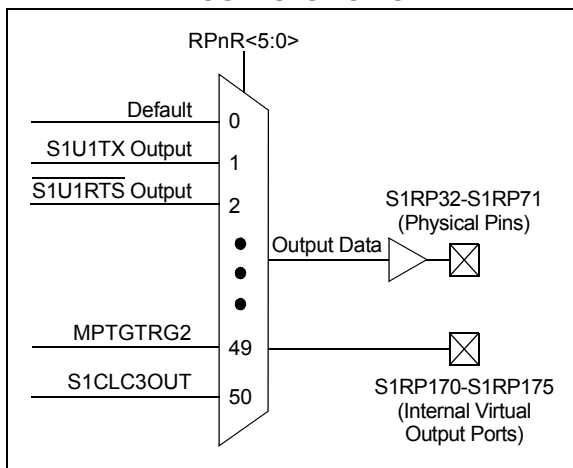 RPnR<5:0>
Default
0
S1U1TX Output
1
S1U1RTS Output
2
S1RP32-S1RP71
(Physical Pins)
Output Data
MPTGTRG2
49
S1CLC3OUT
50
S1RP170-S1RP175
(Internal Virtual
Output Ports)